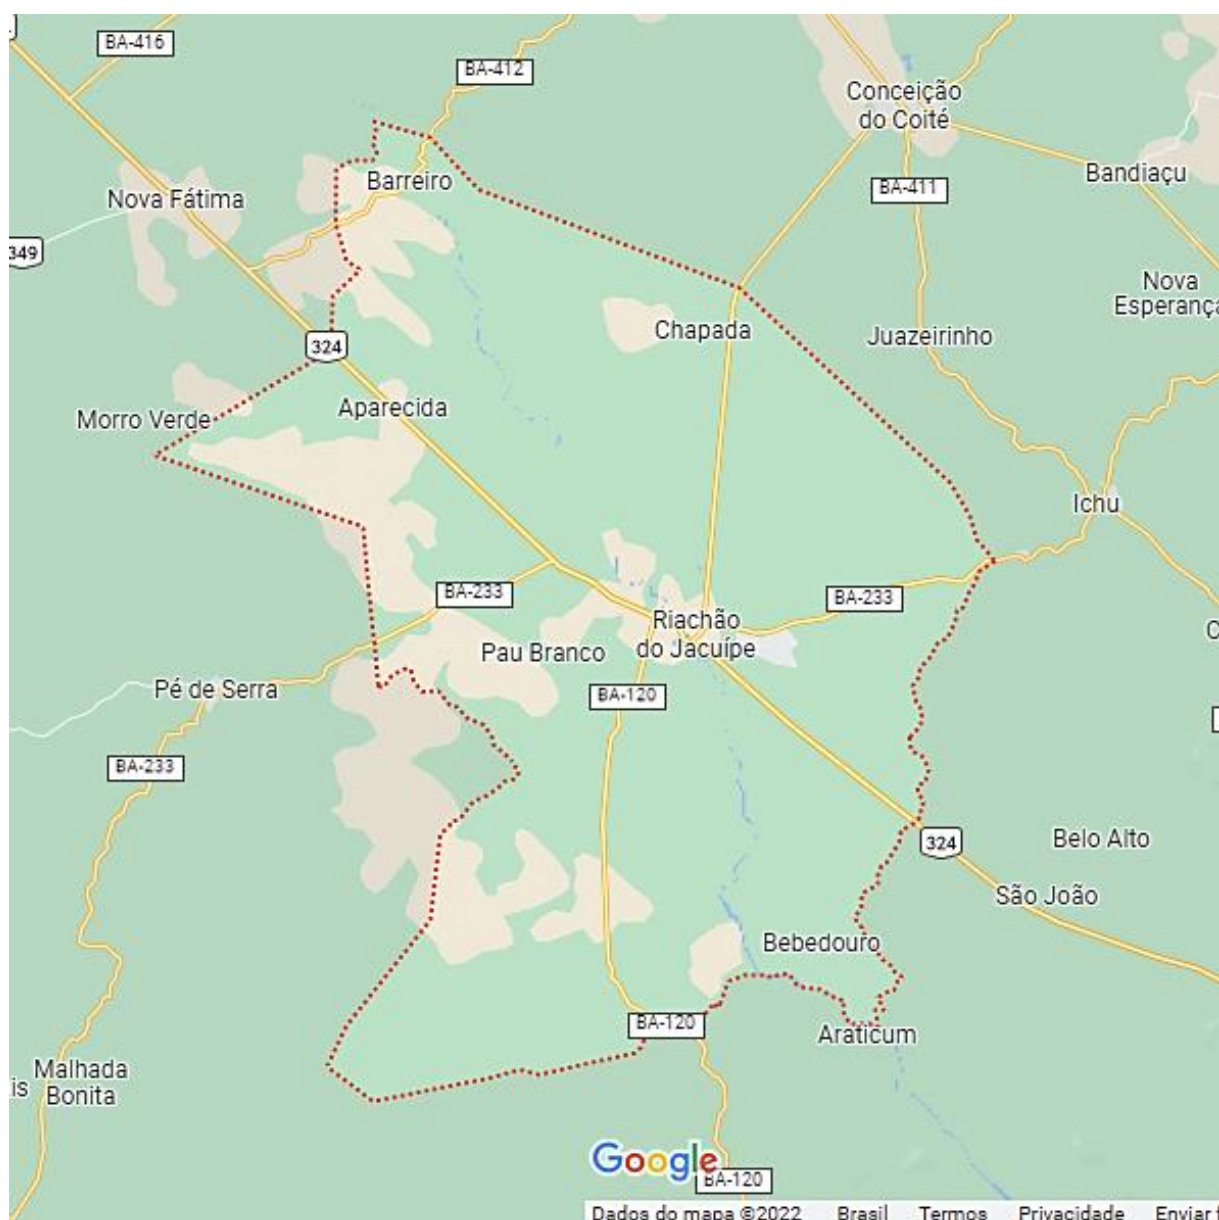 BA-416
BA-412
Conceição
do Coité
Bandiaçu
BA-411
Barreiro
Nova Fátima
349
Nova
Esperança
Chapada
Juazeirinho
324
Aparecida
Morro Verde
Ichu
BA-233
BA-233
Riachão
do Jacuípe
Pau Branco
Pé de Serra
BA-120
BA-233
324
Belo Alto
São João
Bebedouro
BA-120
Araticum
Malhada
Bonita
is
Google
BA-120
Dados do mapa ©2022 Brasil Termos Privacidade Enviar